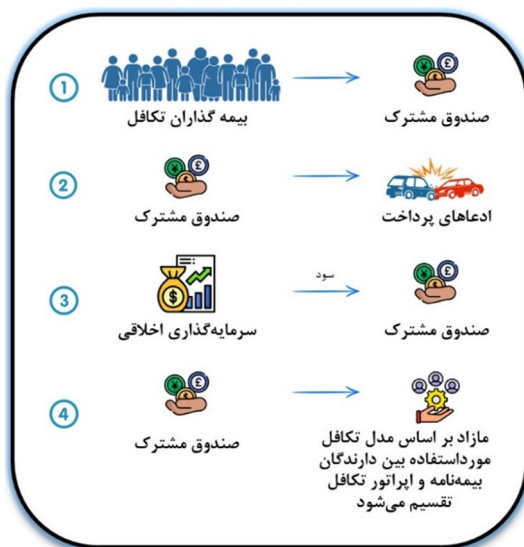 1
بیمه گذاران تکافل
صندوق مشترک
2
صندوق مشترک
ادعاهای پرداخت
3
سرمایه‌گذاری اخلاقی
سود
صندوق مشترک
4
صندوق مشترک
مازاد بر اساس مدل تکافل
مورداستفاده بین دارندگان
بیمه‌نامه و اپراتور تکافل
تقسیم می‌شود